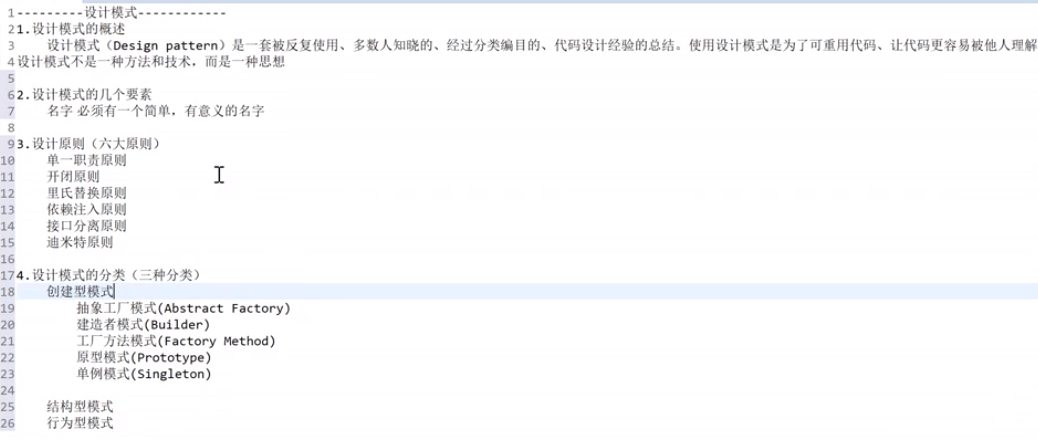 1---------设计模式------------
21.设计模式的概述
3    设计模式（Design pattern）是一套被反复使用、多数人知晓的、经过分类编目的、代码设计经验的总结。使用设计模式是为了可重用代码、让代码更容易被他人理解
4设计模式不是一种方法和技术，而是一种思想
5
62.设计模式的几个要素
7    名字 必须有一个简单，有意义的名字
8
93.设计原则（六大原则）
10    单一职责原则
11    开闭原则
12    里氏替换原则
13    依赖注入原则
14    接口分离原则
15    迪米特原则
16
174.设计模式的分类（三种分类）
18    创建型模式
19        抽象工厂模式(Abstract Factory)
20        建造者模式(Builder)
21        工厂方法模式(Factory Method)
22        原型模式(Prototype)
23        单例模式(Singleton)
24
25    结构型模式
26    行为型模式